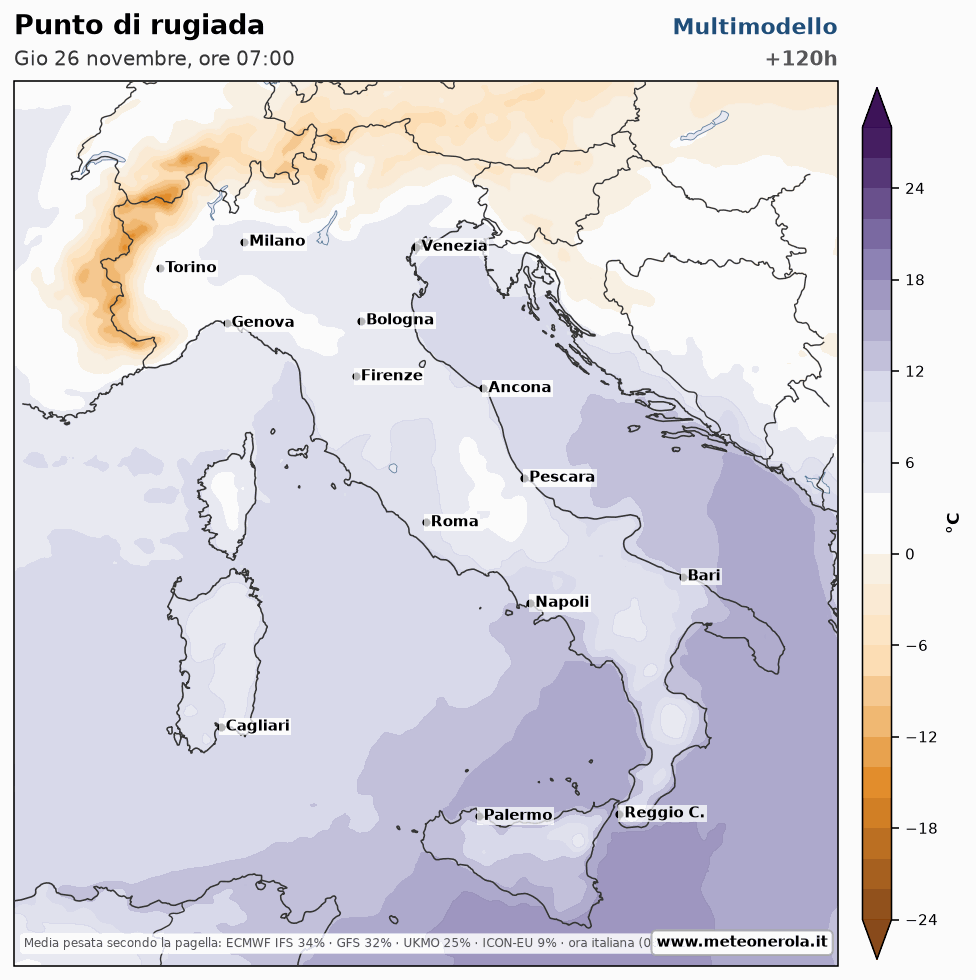 Punto di rugiada
Multimodello
Gio 26 novembre, ore 07:00
+120h
24
18
12
6
0
−6
−12
−18
−24
°C
Milano
Venezia
Torino
Genova
Bologna
Firenze
Ancona
Pescara
Roma
Bari
Napoli
Cagliari
Palermo
Reggio C.
Media pesata secondo la pagella: ECMWF IFS 34% · GFS 32% · UKMO 25% · ICON-EU 9% · ora italiana (0
www.meteonerola.it